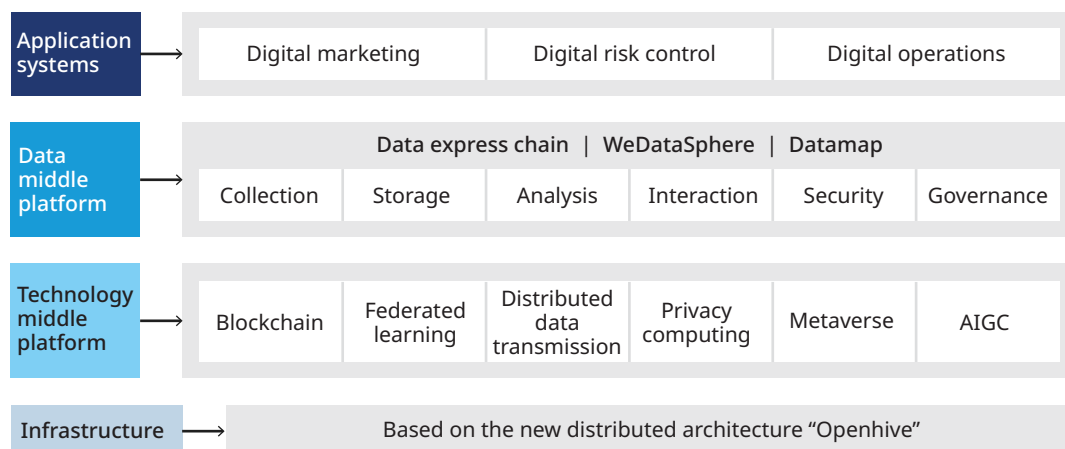 Application
systems
Digital marketing
Digital risk control
Digital operations
Data
middle
platform
Data express chain | WeDataSphere | Datamap
Collection
Storage
Analysis
Interaction
Security
Governance
Technology
middle
platform
Blockchain
Federated
learning
Distributed
data
transmission
Privacy
computing
Metaverse
AIGC
Infrastructure
Based on the new distributed architecture “Openhive”